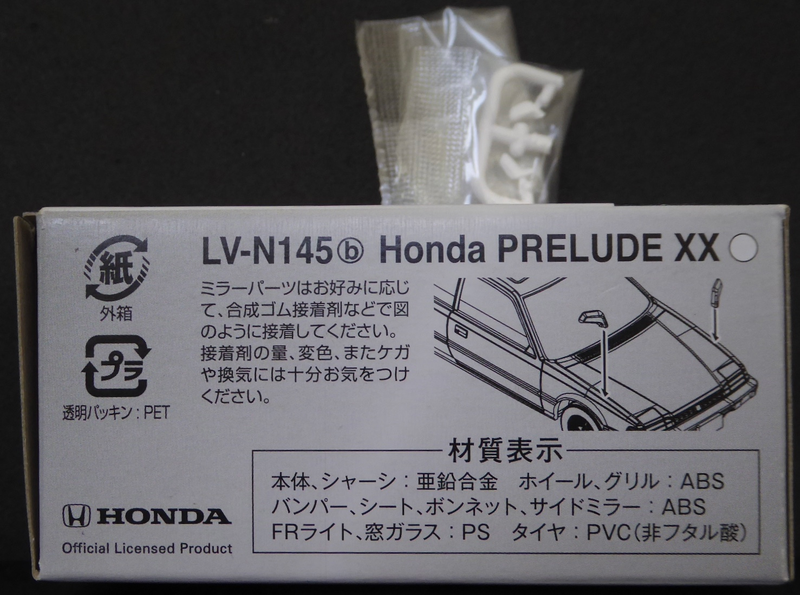 LV-N145ⓑ Honda PRELUDE XX
紙
外箱
プラ
透明パッキン：PET
ミラーパーツはお好みに応じ
て、合成ゴム接着剤などで図
のように接着してください。
接着剤の量、変色、またケガ
や換気には十分お気をつけ
ください。
材質表示
本体、シャーシ：亜鉛合金　ホイール、グリル：ABS
バンパー、シート、ボンネット、サイドミラー：ABS
FRライト、窓ガラス：PS　タイヤ：PVC（非フタル酸）
HONDA
Official Licensed Product